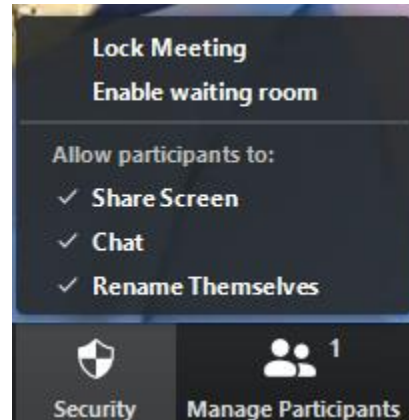 Lock Meeting
Enable waiting room
Allow participants to:
Share Screen
Chat
Rename Themselves
1
Security
Manage Participants